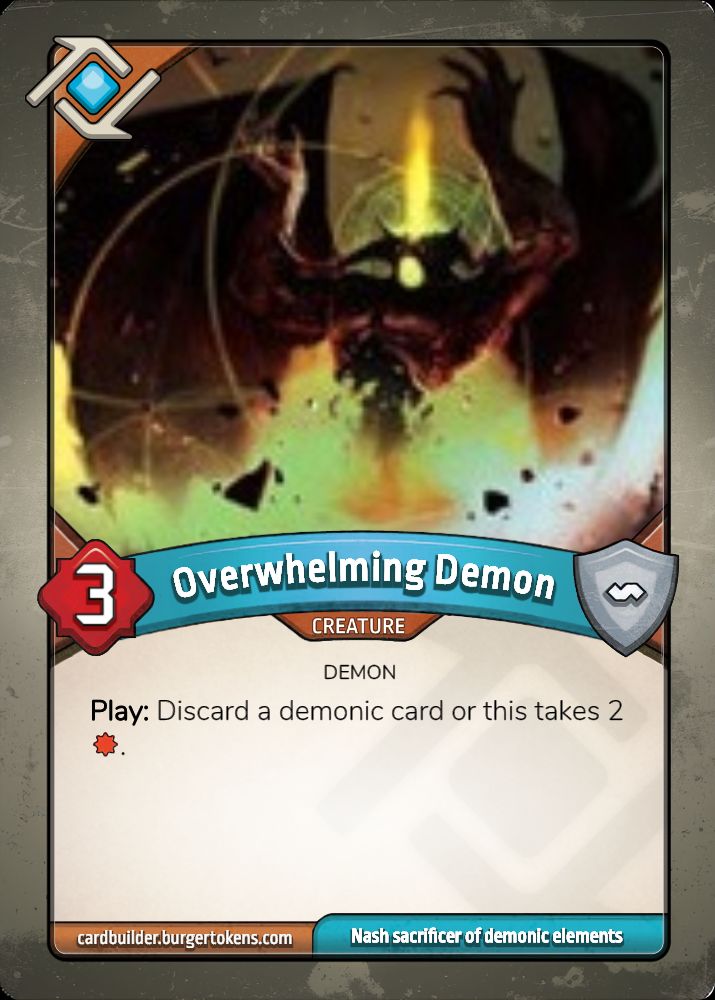 Overwhelming Demon
3
CREATURE
DEMON
Play: Discard a demonic card or this takes 2
.
cardbuilder.burgertokens.com
Nash sacrificer of demonic elements